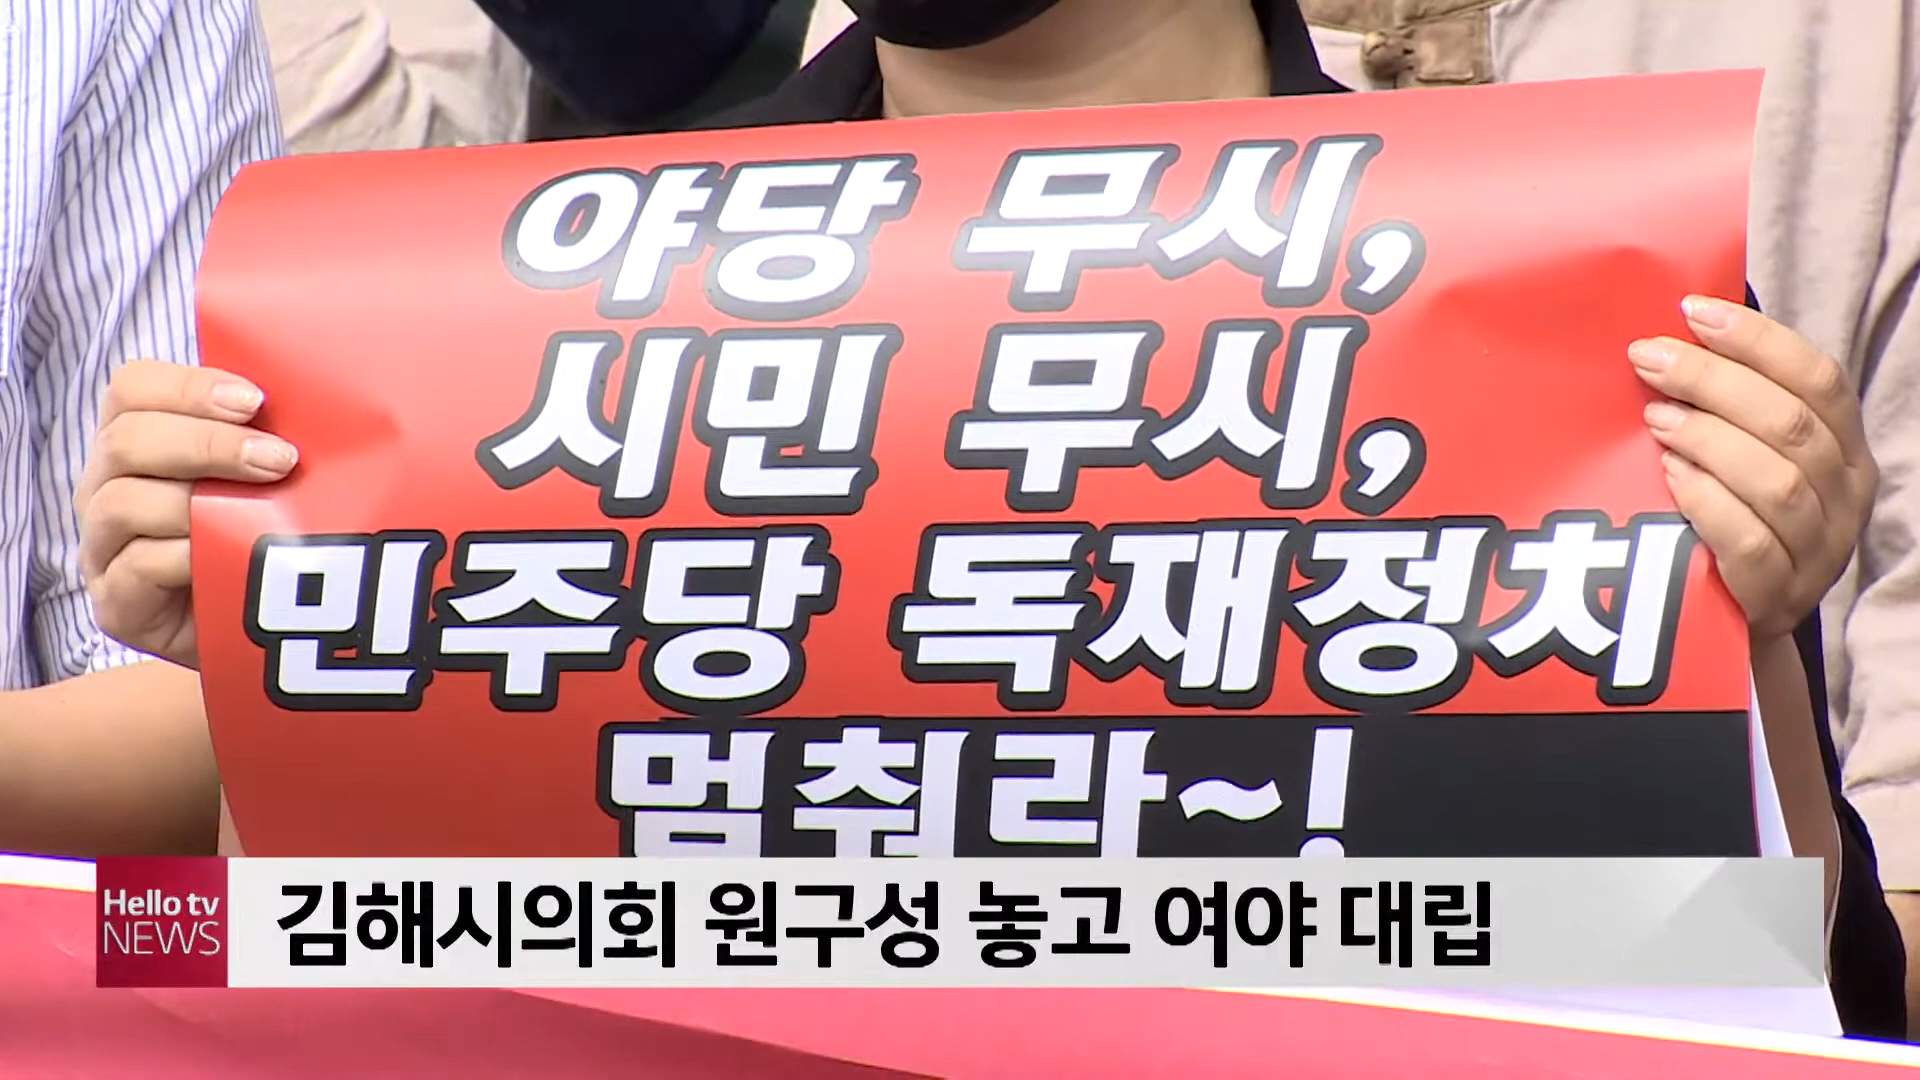 야당 무시,
시민 무시,
민주당 독재정치
멈춰라~!
Hello tv
NEWS
김해시의회 원구성 놓고 여야 대립